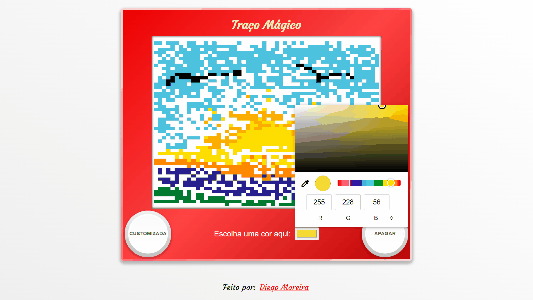 Traço Mágico
255 228 56
R G B
CUSTOMIZADA
Escolha uma cor aqui:
APAGAR
Feito por: Diego Moreira